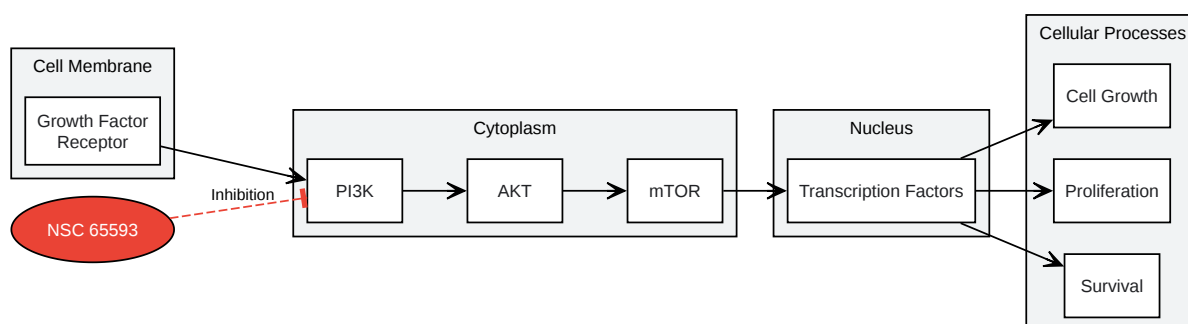 Cell Membrane
Growth Factor
Receptor
NSC 65593
Inhibition
Cytoplasm
PI3K
AKT
mTOR
Nucleus
Transcription Factors
Cellular Processes
Cell Growth
Proliferation
Survival